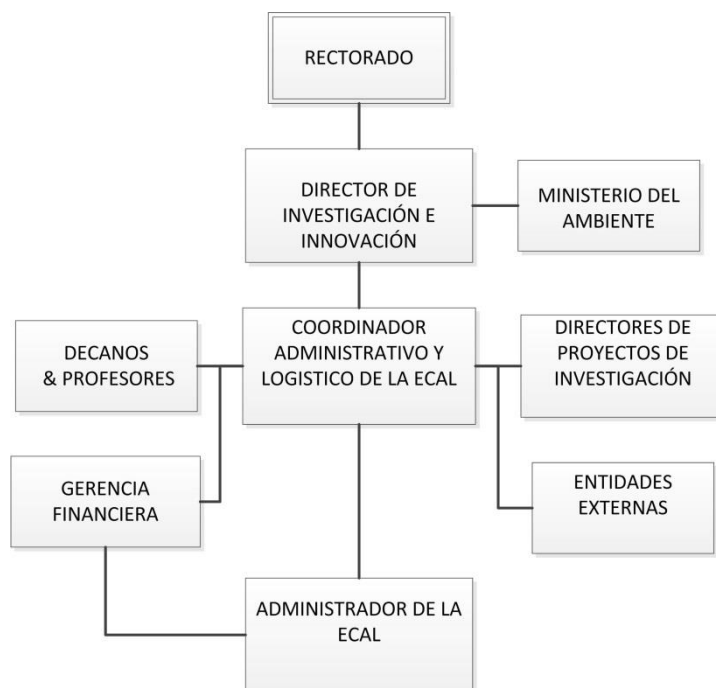 RECTORADO
DIRECTOR DE
INVESTIGACIÓN E
INNOVACIÓN
MINISTERIO DEL
AMBIENTE
DECANOS
& PROFESORES
COORDINADOR
ADMINISTRATIVO Y
LOGISTICO DE LA ECAL
DIRECTORES DE
PROYECTOS DE
INVESTIGACIÓN
GERENCIA
FINANCIERA
ENTIDADES
EXTERNAS
ADMINISTRADOR DE LA
ECAL